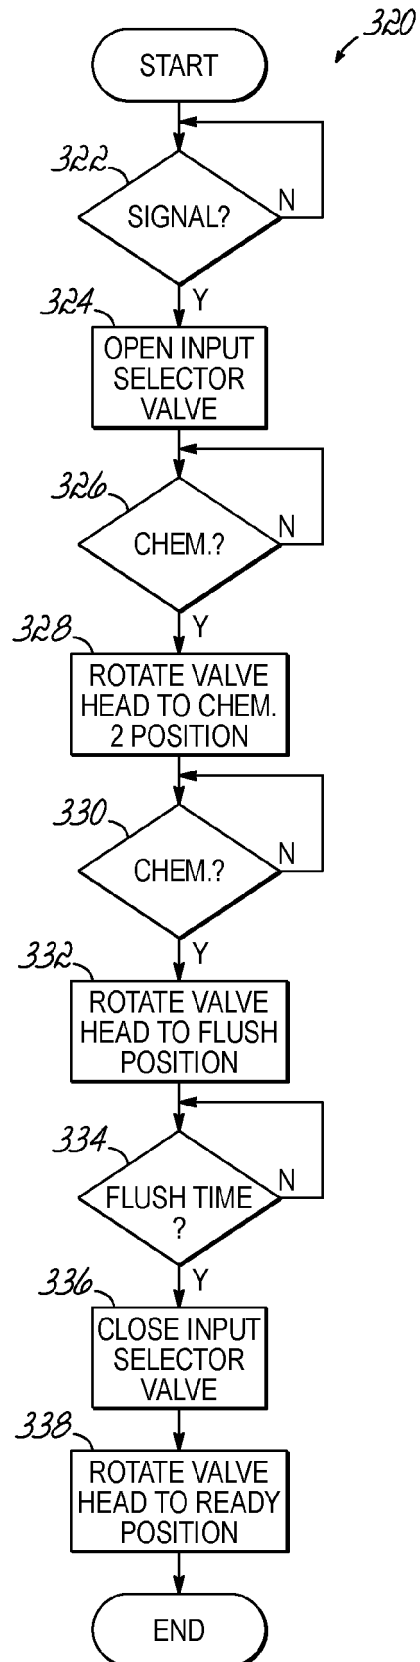 320
START
322
SIGNAL?
N
Y
324
OPEN INPUT
SELECTOR
VALVE
326
CHEM.?
N
Y
328
ROTATE VALVE
HEAD TO CHEM.
2 POSITION
330
CHEM.?
N
Y
332
ROTATE VALVE
HEAD TO FLUSH
POSITION
334
FLUSH TIME
?
N
Y
336
CLOSE INPUT
SELECTOR
VALVE
338
ROTATE VALVE
HEAD TO READY
POSITION
END